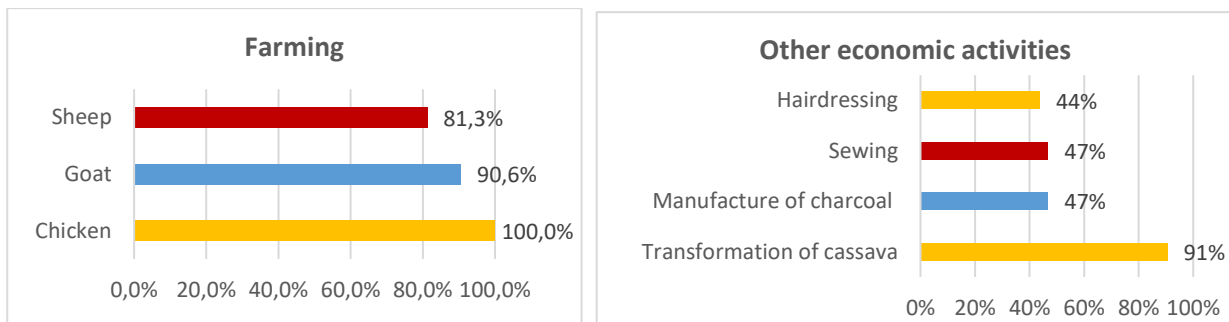 Farming
Sheep
81,3%
Goat
90,6%
Chicken
100,0%
0,0% 20,0% 40,0% 60,0% 80,0% 100,0%
Other economic activities
Hairdressing
44%
Sewing
47%
Manufacture of charcoal
47%
Transformation of cassava
91%
0% 20% 40% 60% 80% 100%